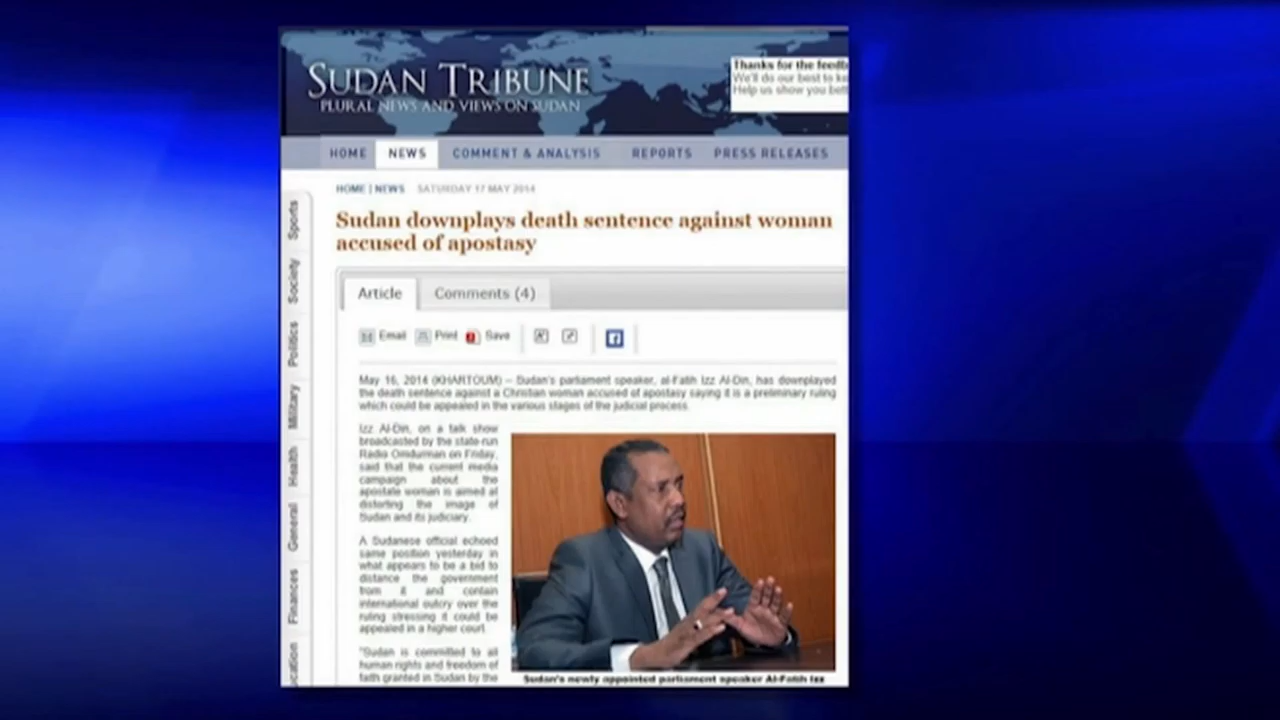 SUDAN TRIBUNE
PLURAL NEWS AND VIEWS ON SUDAN
Thanks for the feedb
We'll do our best to ke
Help us show you bett
HOME NEWS COMMENT & ANALYSIS REPORTS PRESS RELEASES
HOME | NEWS SATURDAY 17 MAY 2014
Sudan downplays death sentence against woman
accused of apostasy
Article Comments (4)
Email Print Save
May 16, 2014 (KHARTOUM) – Sudan's parliament speaker, al-Fatih Izz Al-Din, has downplayed
the death sentence against a Christian woman accused of apostasy saying it is a preliminary ruling
which could be appealed in the various stages of the judicial process.
Izz Al-Din, on a talk show
broadcasted by the state-run
Radio Omdurman on Friday,
said that the current media
campaign about the
apostate woman is aimed at
distorting the image of
Sudan and its judiciary.
A Sudanese official echoed
same position yesterday in
what appears to be a bid to
distance the government
from it and contain
international outcry over the
ruling stressing it could be
appealed in a higher court.
"Sudan is committed to all
human rights and freedom of
faith granted in Sudan by the
Sudan's newly appointed parliament speaker Al-Fatih Izz
Sports
Society
Politics
Military
Health
General
Finances
ucation